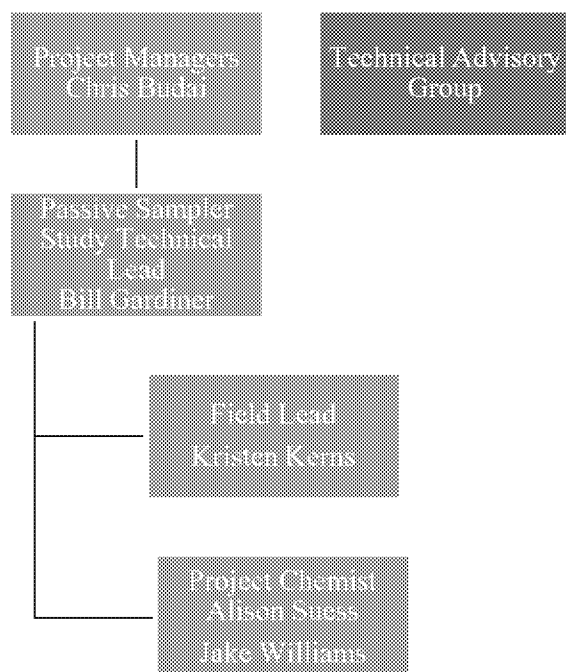 Project Managers
Chris Budai
Technical Advisory
Group
Passive Sampler
Study Technical
Lead
Bill Gardiner
Field Lead
Kristen Kerns
Project Chemist
Alison Suess
Jake Williams